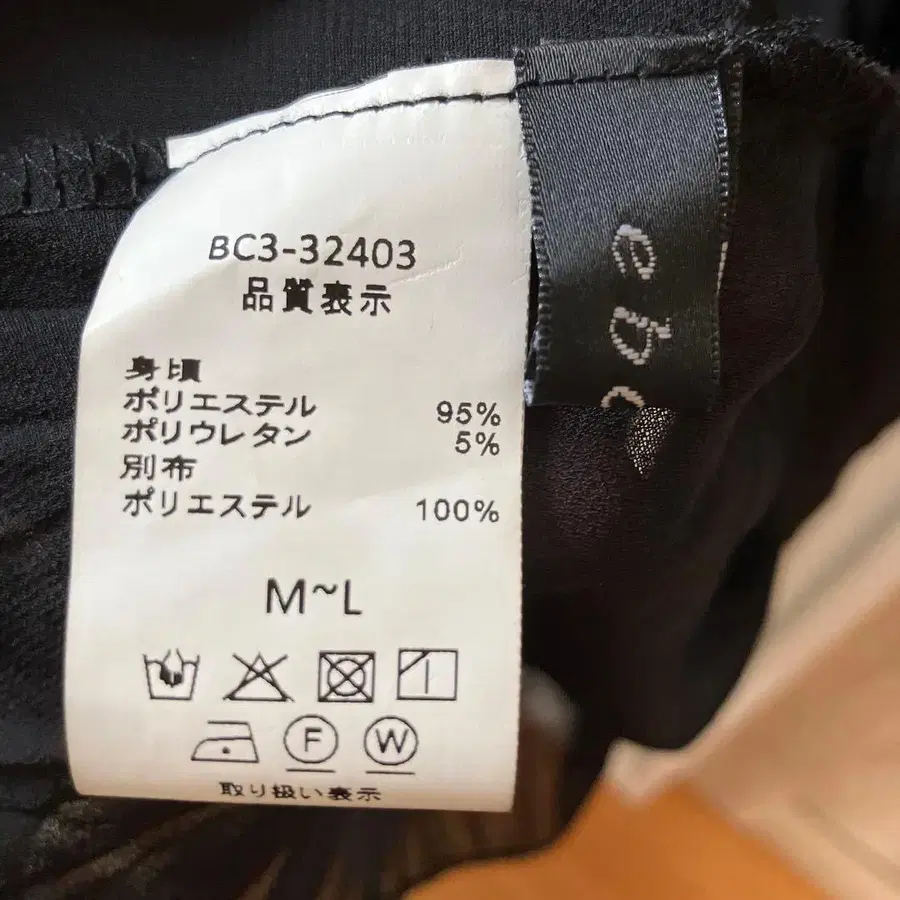 BC3-32403
品質表示
身頃
ポリエステル 95%
ポリウレタン 5%
別布
ポリエステル 100%
M~L
F W
取り扱い表示